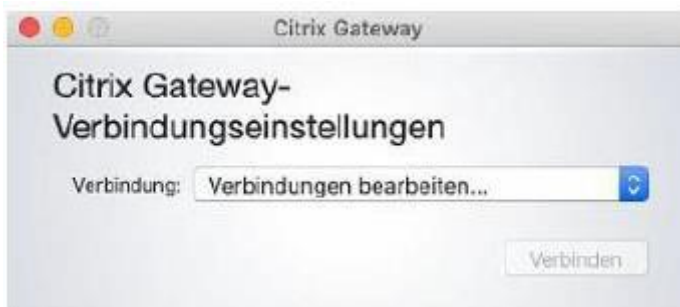 Citrix Gateway
Citrix Gateway-
Verbindungseinstellungen
Verbindung: Verbindungen bearbeiten...
Verbinden